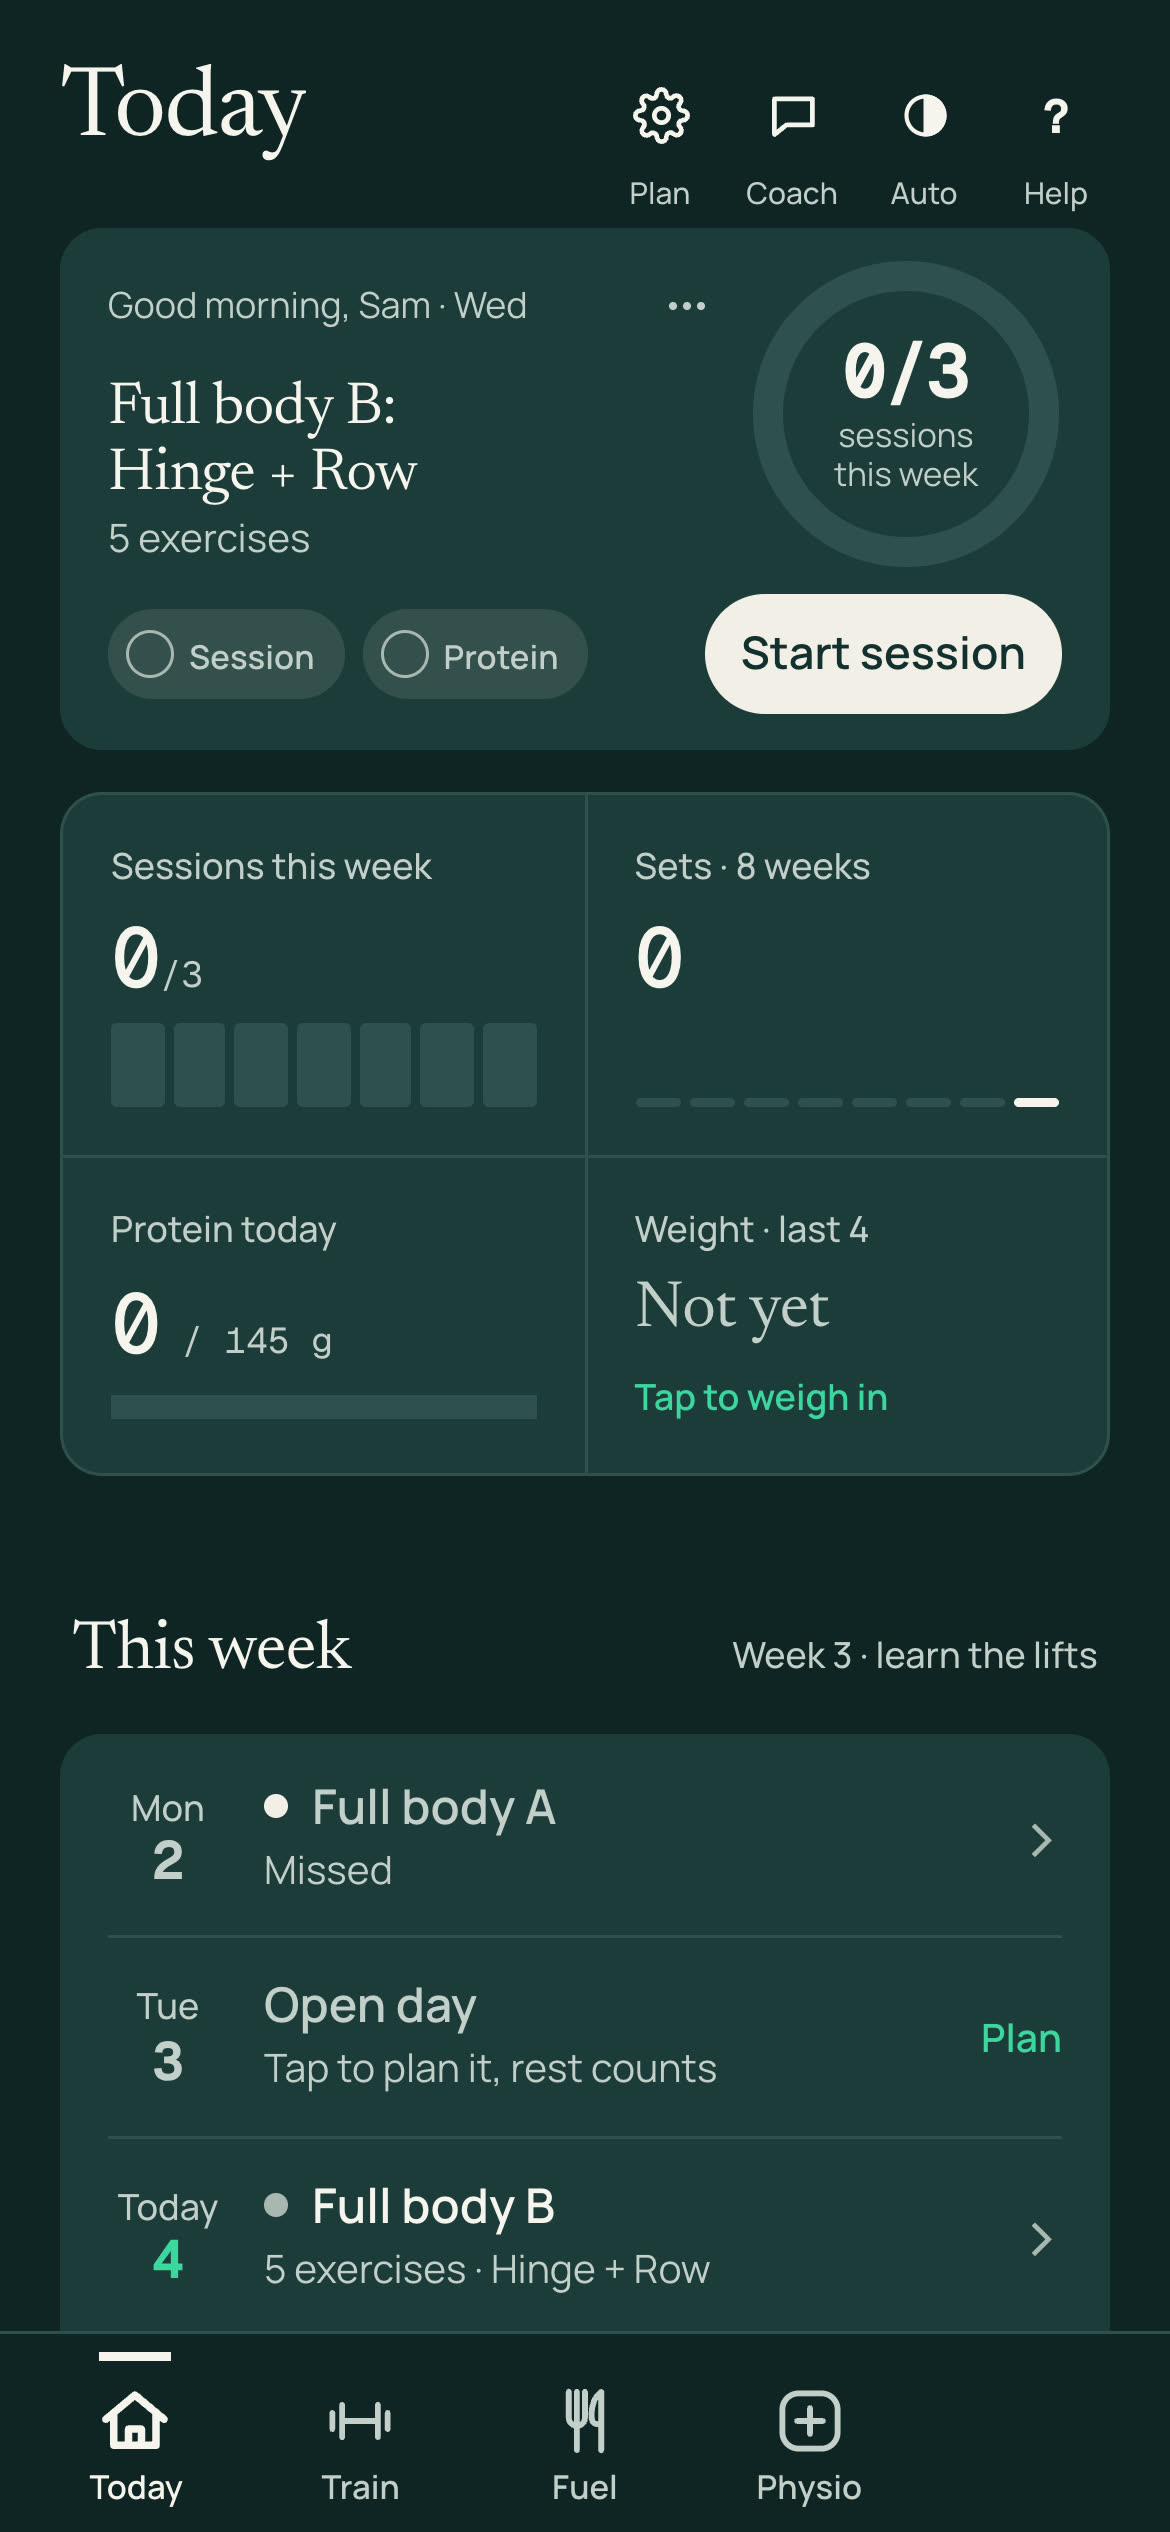 Today
Plan
Coach
Auto
? Help
Good morning, Sam · Wed
Full body B:
Hinge + Row
5 exercises
0/3
sessions
this week
Session
Protein
Start session
Sessions this week
0/3
Sets · 8 weeks
0
Protein today
0 / 145 g
Weight · last 4
Not yet
Tap to weigh in
This week
Week 3 · learn the lifts
Mon
2
Full body A
Missed
Tue
3
Open day
Tap to plan it, rest counts
Plan
Today
4
Full body B
5 exercises · Hinge + Row
Today
Train
Fuel
Physio